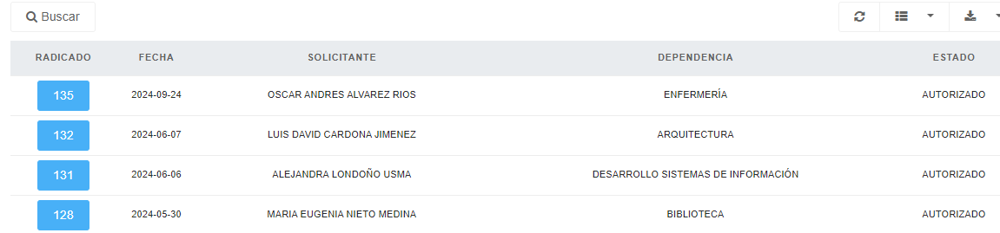 Buscar
RADICADO FECHA SOLICITANTE DEPENDENCIA ESTADO
135 2024-09-24 OSCAR ANDRES ALVAREZ RIOS ENFERMERÍA AUTORIZADO
132 2024-06-07 LUIS DAVID CARDONA JIMENEZ ARQUITECTURA AUTORIZADO
131 2024-06-06 ALEJANDRA LONDOÑO USMA DESARROLLO SISTEMAS DE INFORMACIÓN AUTORIZADO
128 2024-05-30 MARIA EUGENIA NIETO MEDINA BIBLIOTECA AUTORIZADO